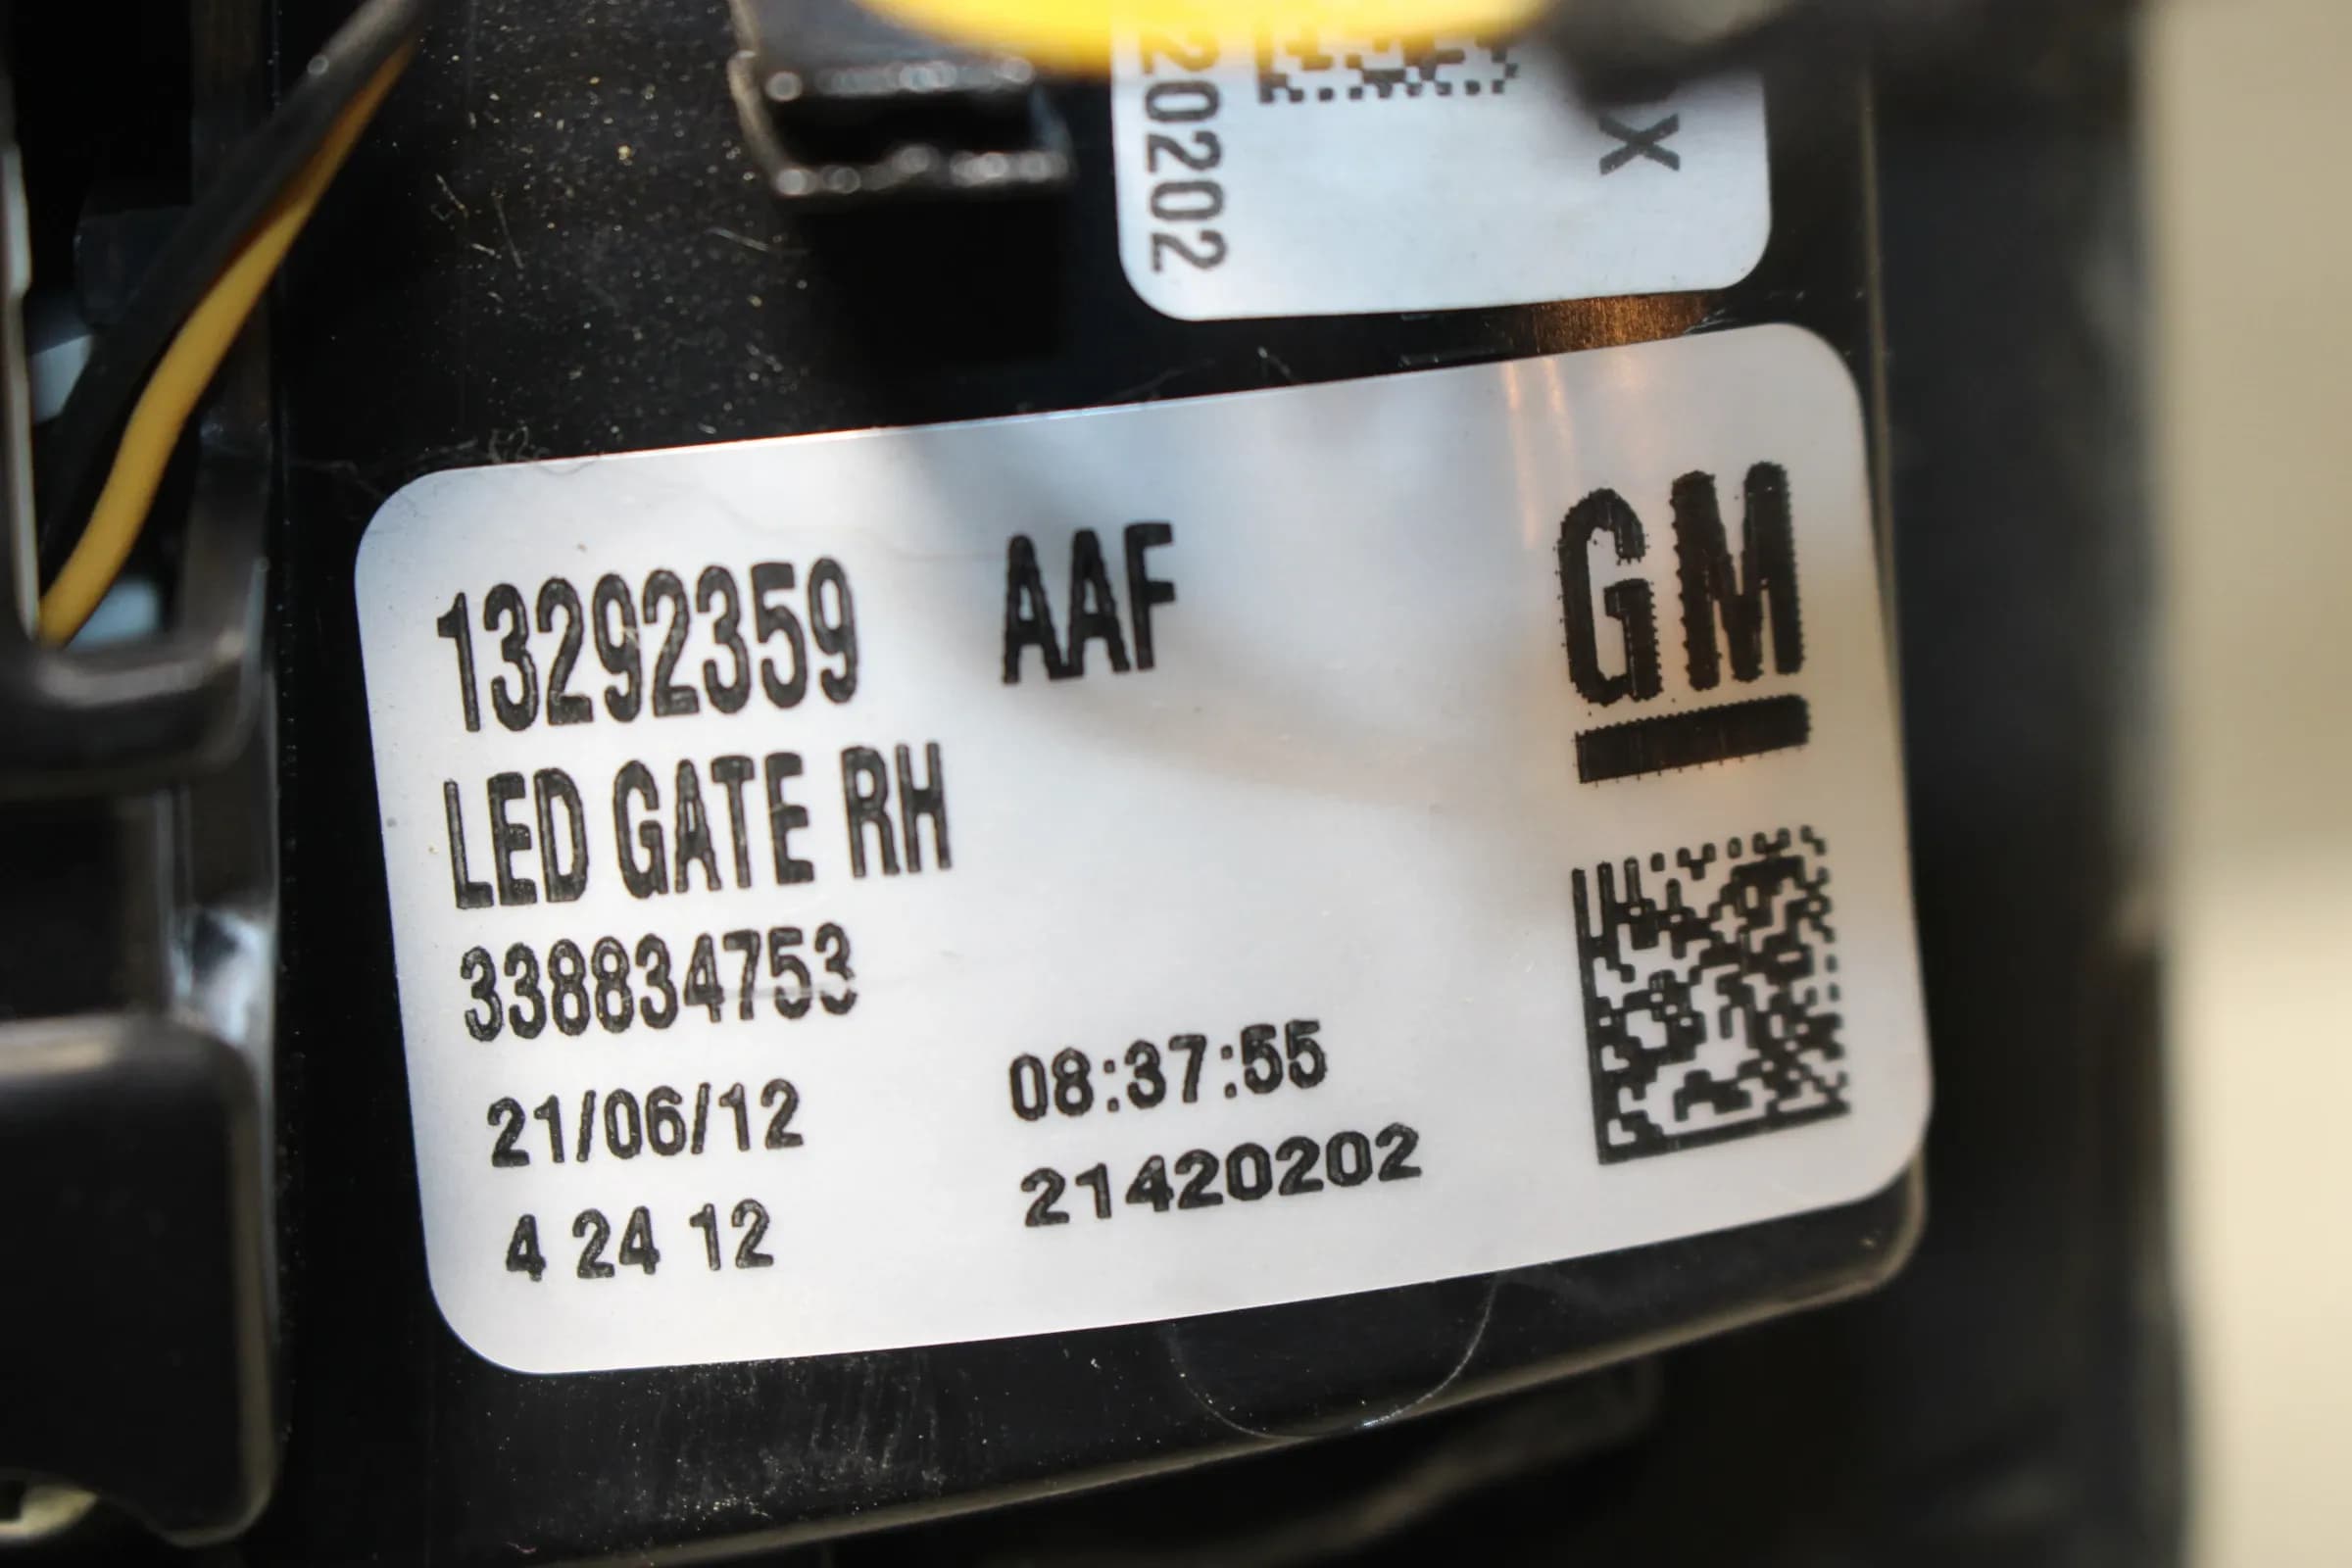 20202
X
13292359 AAF
GM
LED GATE RH
338834753
21/06/12 08:37:55
4 24 12 21420202